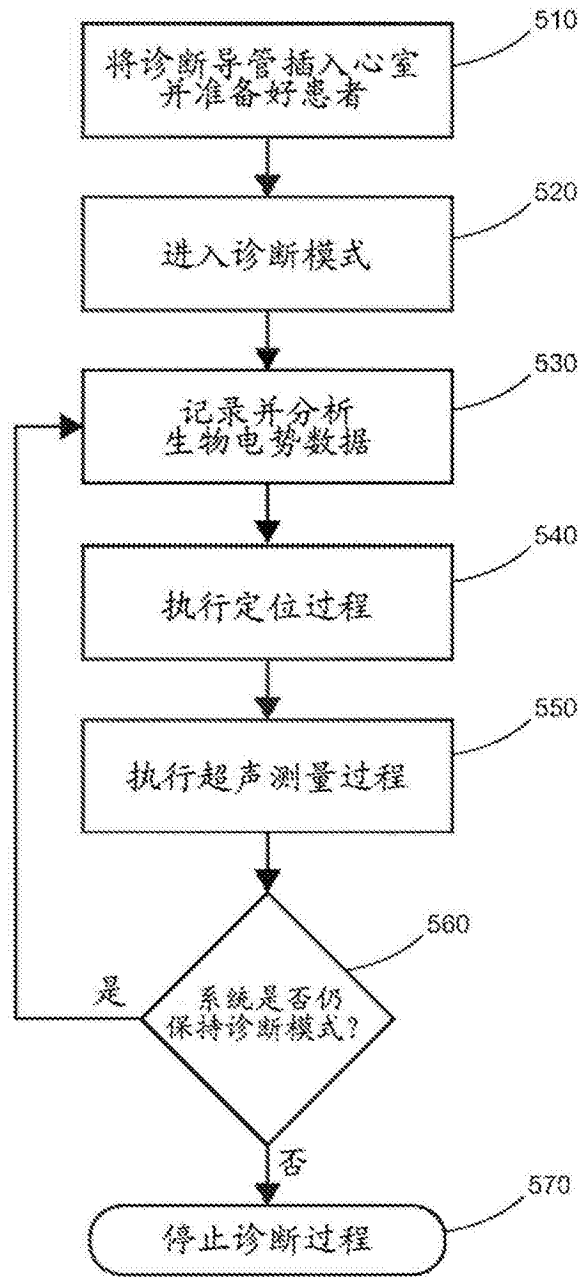 510
将诊断导管插入心室
并准备好患者
520
进入诊断模式
530
记录并分析
生物电势数据
540
执行定位过程
550
执行超声测量过程
560
系统是否仍
保持诊断模式?
是
否
570
停止诊断过程